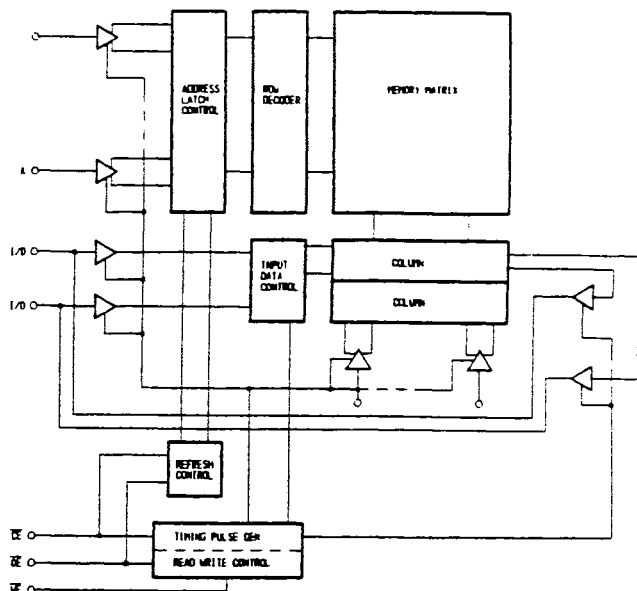 ADDRESS
LATCH
CONTROL
ROW
DECODER
MEMORY MATRIX
A
I/O
I/O
INPUT
DATA
CONTROL
COLUMN
COLUMN
REFRESH
CONTROL
CE
OE
WE
TIMING PULSE GEN
READ WRITE CONTROL